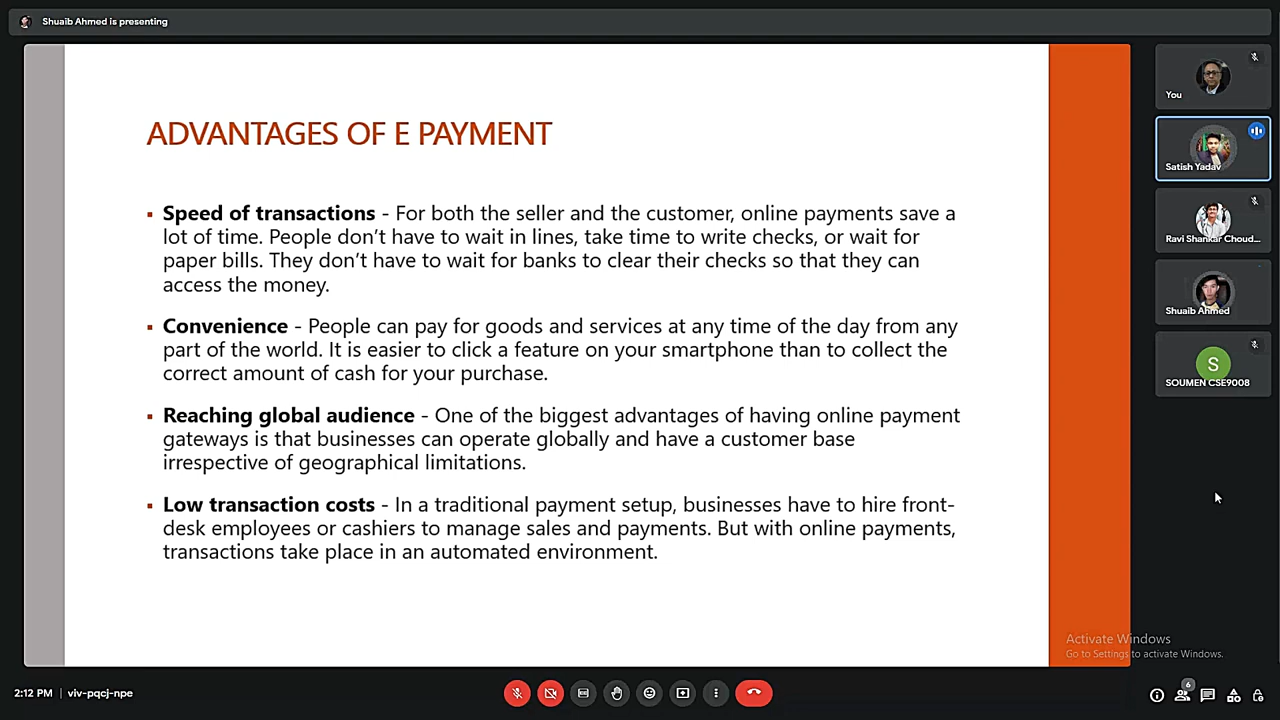 Shuaib Ahmed is presenting
ADVANTAGES OF E PAYMENT
▪ Speed of transactions - For both the seller and the customer, online payments save a
lot of time. People don’t have to wait in lines, take time to write checks, or wait for
paper bills. They don’t have to wait for banks to clear their checks so that they can
access the money.
▪ Convenience - People can pay for goods and services at any time of the day from any
part of the world. It is easier to click a feature on your smartphone than to collect the
correct amount of cash for your purchase.
▪ Reaching global audience - One of the biggest advantages of having online payment
gateways is that businesses can operate globally and have a customer base
irrespective of geographical limitations.
▪ Low transaction costs - In a traditional payment setup, businesses have to hire front-
desk employees or cashiers to manage sales and payments. But with online payments,
transactions take place in an automated environment.
You
Satish Yadav
Ravi Shankar Choud...
Shuaib Ahmed
S
SOUMEN CSE9008
Activate Windows
Go to Settings to activate Windows.
2:12 PM | viv-pqcj-npe
6